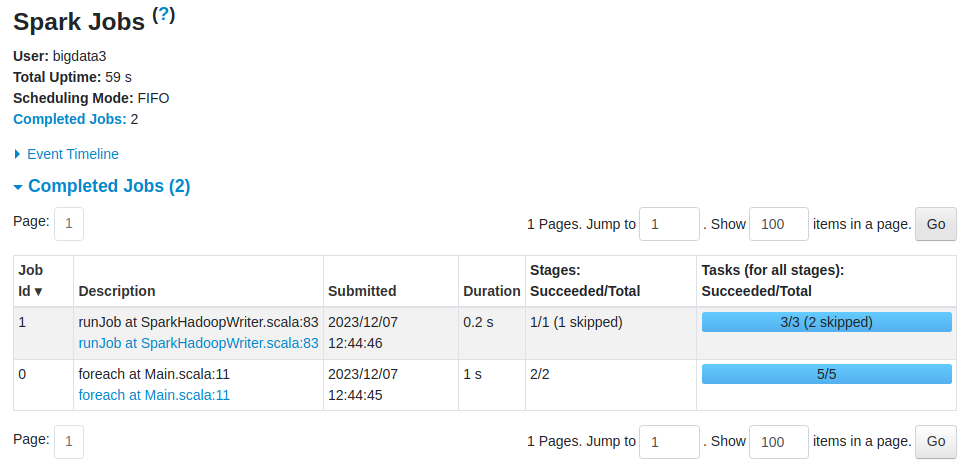 Spark Jobs (?)
User: bigdata3
Total Uptime: 59 s
Scheduling Mode: FIFO
Completed Jobs: 2
Event Timeline
Completed Jobs (2)
Page: 1 1 Pages. Jump to 1 . Show 100 items in a page. Go
Job Id ▾ Description Submitted Duration Stages: Succeeded/Total Tasks (for all stages): Succeeded/Total
1 runJob at SparkHadoopWriter.scala:83 2023/12/07 0.2 s 1/1 (1 skipped) 3/3 (2 skipped)
runJob at SparkHadoopWriter.scala:83 12:44:46
0 foreach at Main.scala:11 2023/12/07 1 s 2/2 5/5
foreach at Main.scala:11 12:44:45
Page: 1 1 Pages. Jump to 1 . Show 100 items in a page. Go